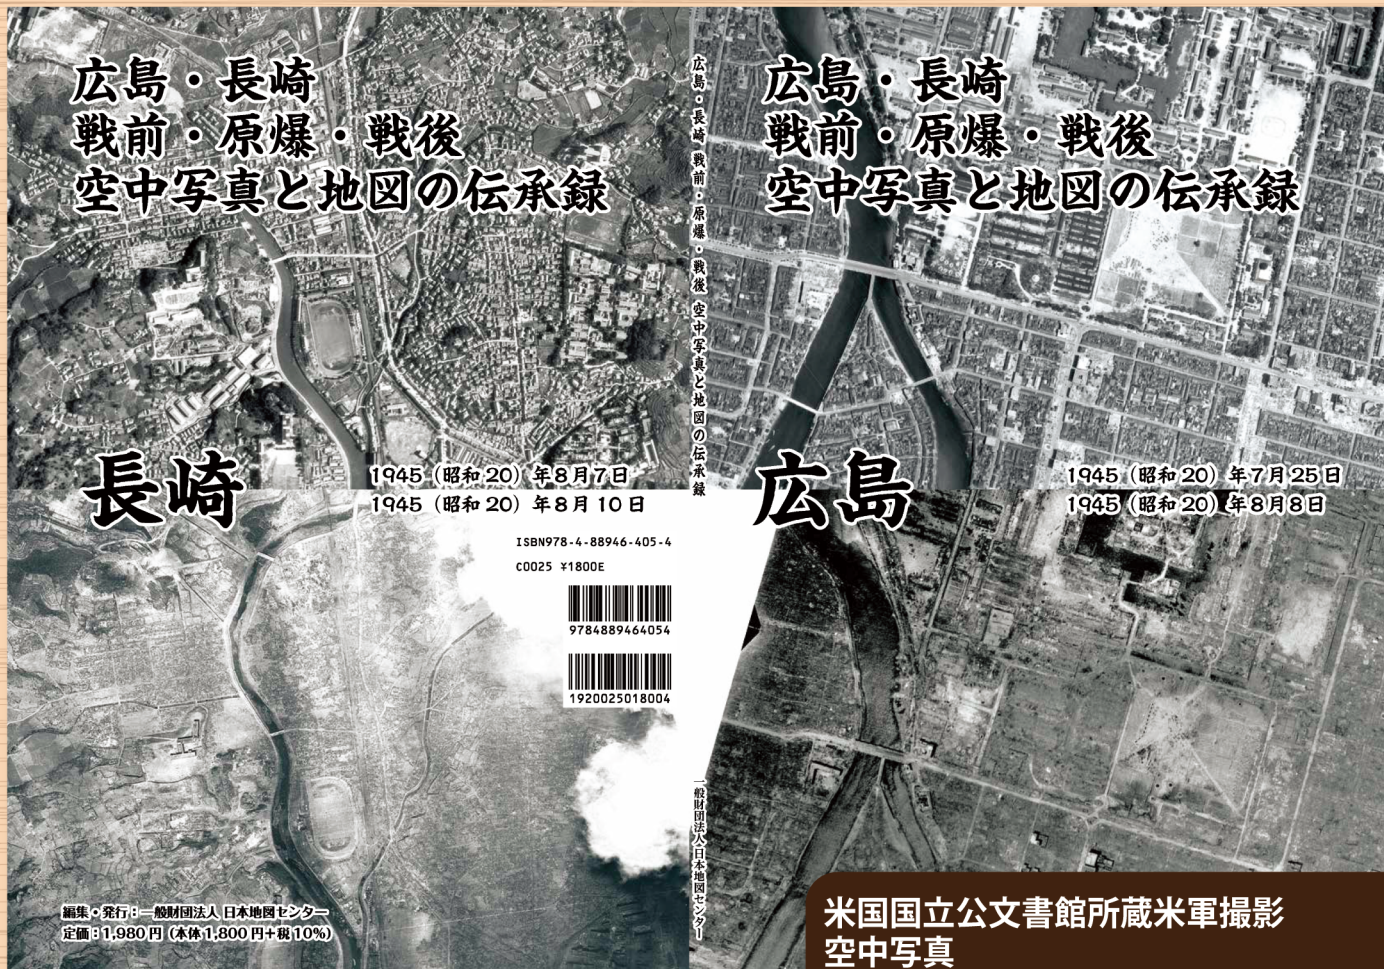 広島・長崎
戦前・原爆・戦後
空中写真と地図の伝承録
長崎
1945（昭和20）年8月7日
1945（昭和20）年8月10日
ISBN978-4-88946-405-4
C0025 ¥1800E
9784889464054
1920025018004
編集・発行：一般財団法人 日本地図センター
定価：1,980円（本体1,800円＋税10%）
広島・長崎 戦前・原爆・戦後 空中写真と地図の伝承録
一般財団法人日本地図センター
広島・長崎
戦前・原爆・戦後
空中写真と地図の伝承録
広島
1945（昭和20）年7月25日
1945（昭和20）年8月8日
米国国立公文書館所蔵米軍撮影
空中写真